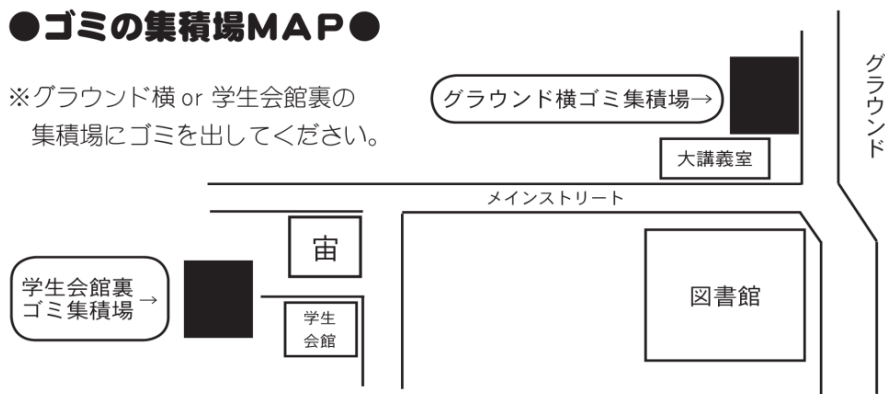 ●ゴミの集積場MAP●
※グラウンド横 or 学生会館裏の
集積場にゴミを出してください。
グラウンド横ゴミ集積場→
グラウンド
大講義室
メインストリート
宙
図書館
学生会館裏
ゴミ集積場→
学生
会館